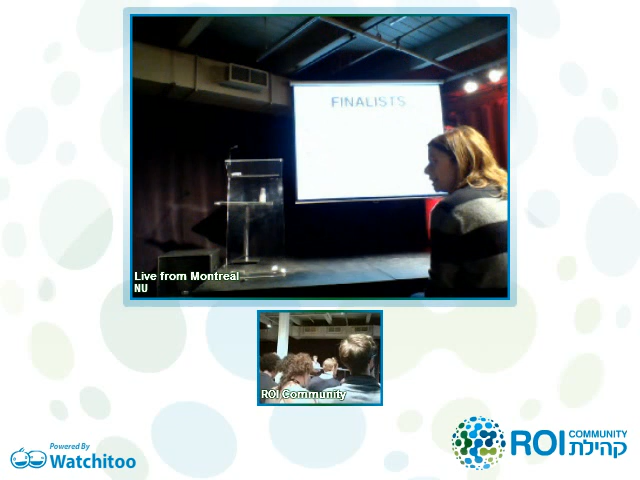 FINALISTS
Live from Montreal
NU
ROI Community
Powered By
Watchitoo
ROI COMMUNITY
קהילת